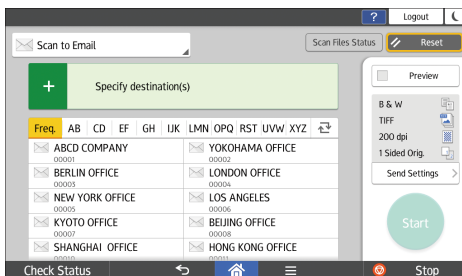 ? Logout
Scan to Email
Scan Files Status
Reset
+ Specify destination(s)
Preview
Freq. AB CD EF GH IJK LMN OPQ RST UVW XYZ
B & W
TIFF
200 dpi
1 Sided Orig.
ABCD COMPANY
00001
YOKOHAMA OFFICE
00002
BERLIN OFFICE
00003
LONDON OFFICE
00004
NEW YORK OFFICE
00005
LOS ANGELES
00006
KYOTO OFFICE
00007
BEIJING OFFICE
00008
SHANGHAI OFFICE
00010
HONG KONG OFFICE
00011
Send Settings
Start
Check Status
Stop